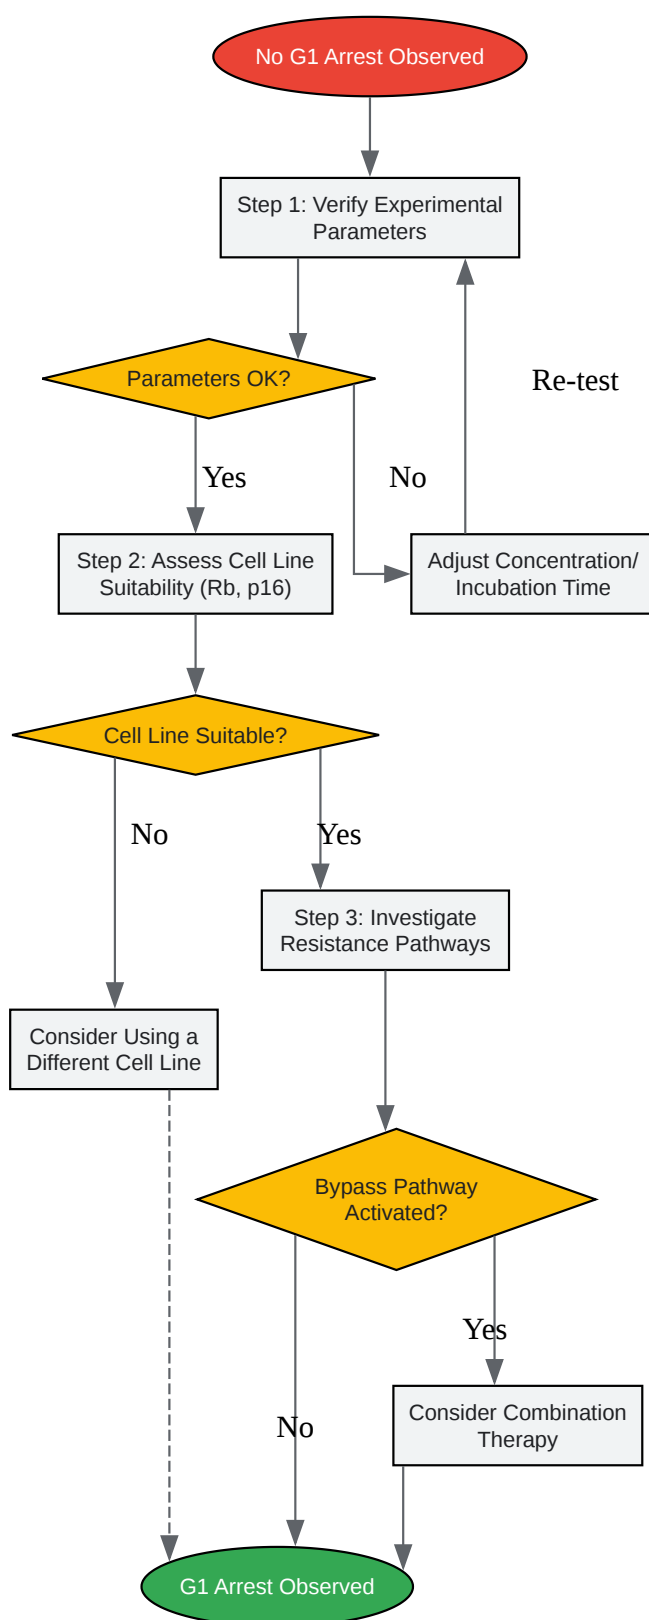 No G1 Arrest Observed
Step 1: Verify Experimental
Parameters
Parameters OK?
Re-test
Yes
No
Step 2: Assess Cell Line
Suitability (Rb, p16)
Adjust Concentration/
Incubation Time
Cell Line Suitable?
No
Yes
Step 3: Investigate
Resistance Pathways
Consider Using a
Different Cell Line
Bypass Pathway
Activated?
Yes
Consider Combination
Therapy
No
G1 Arrest Observed